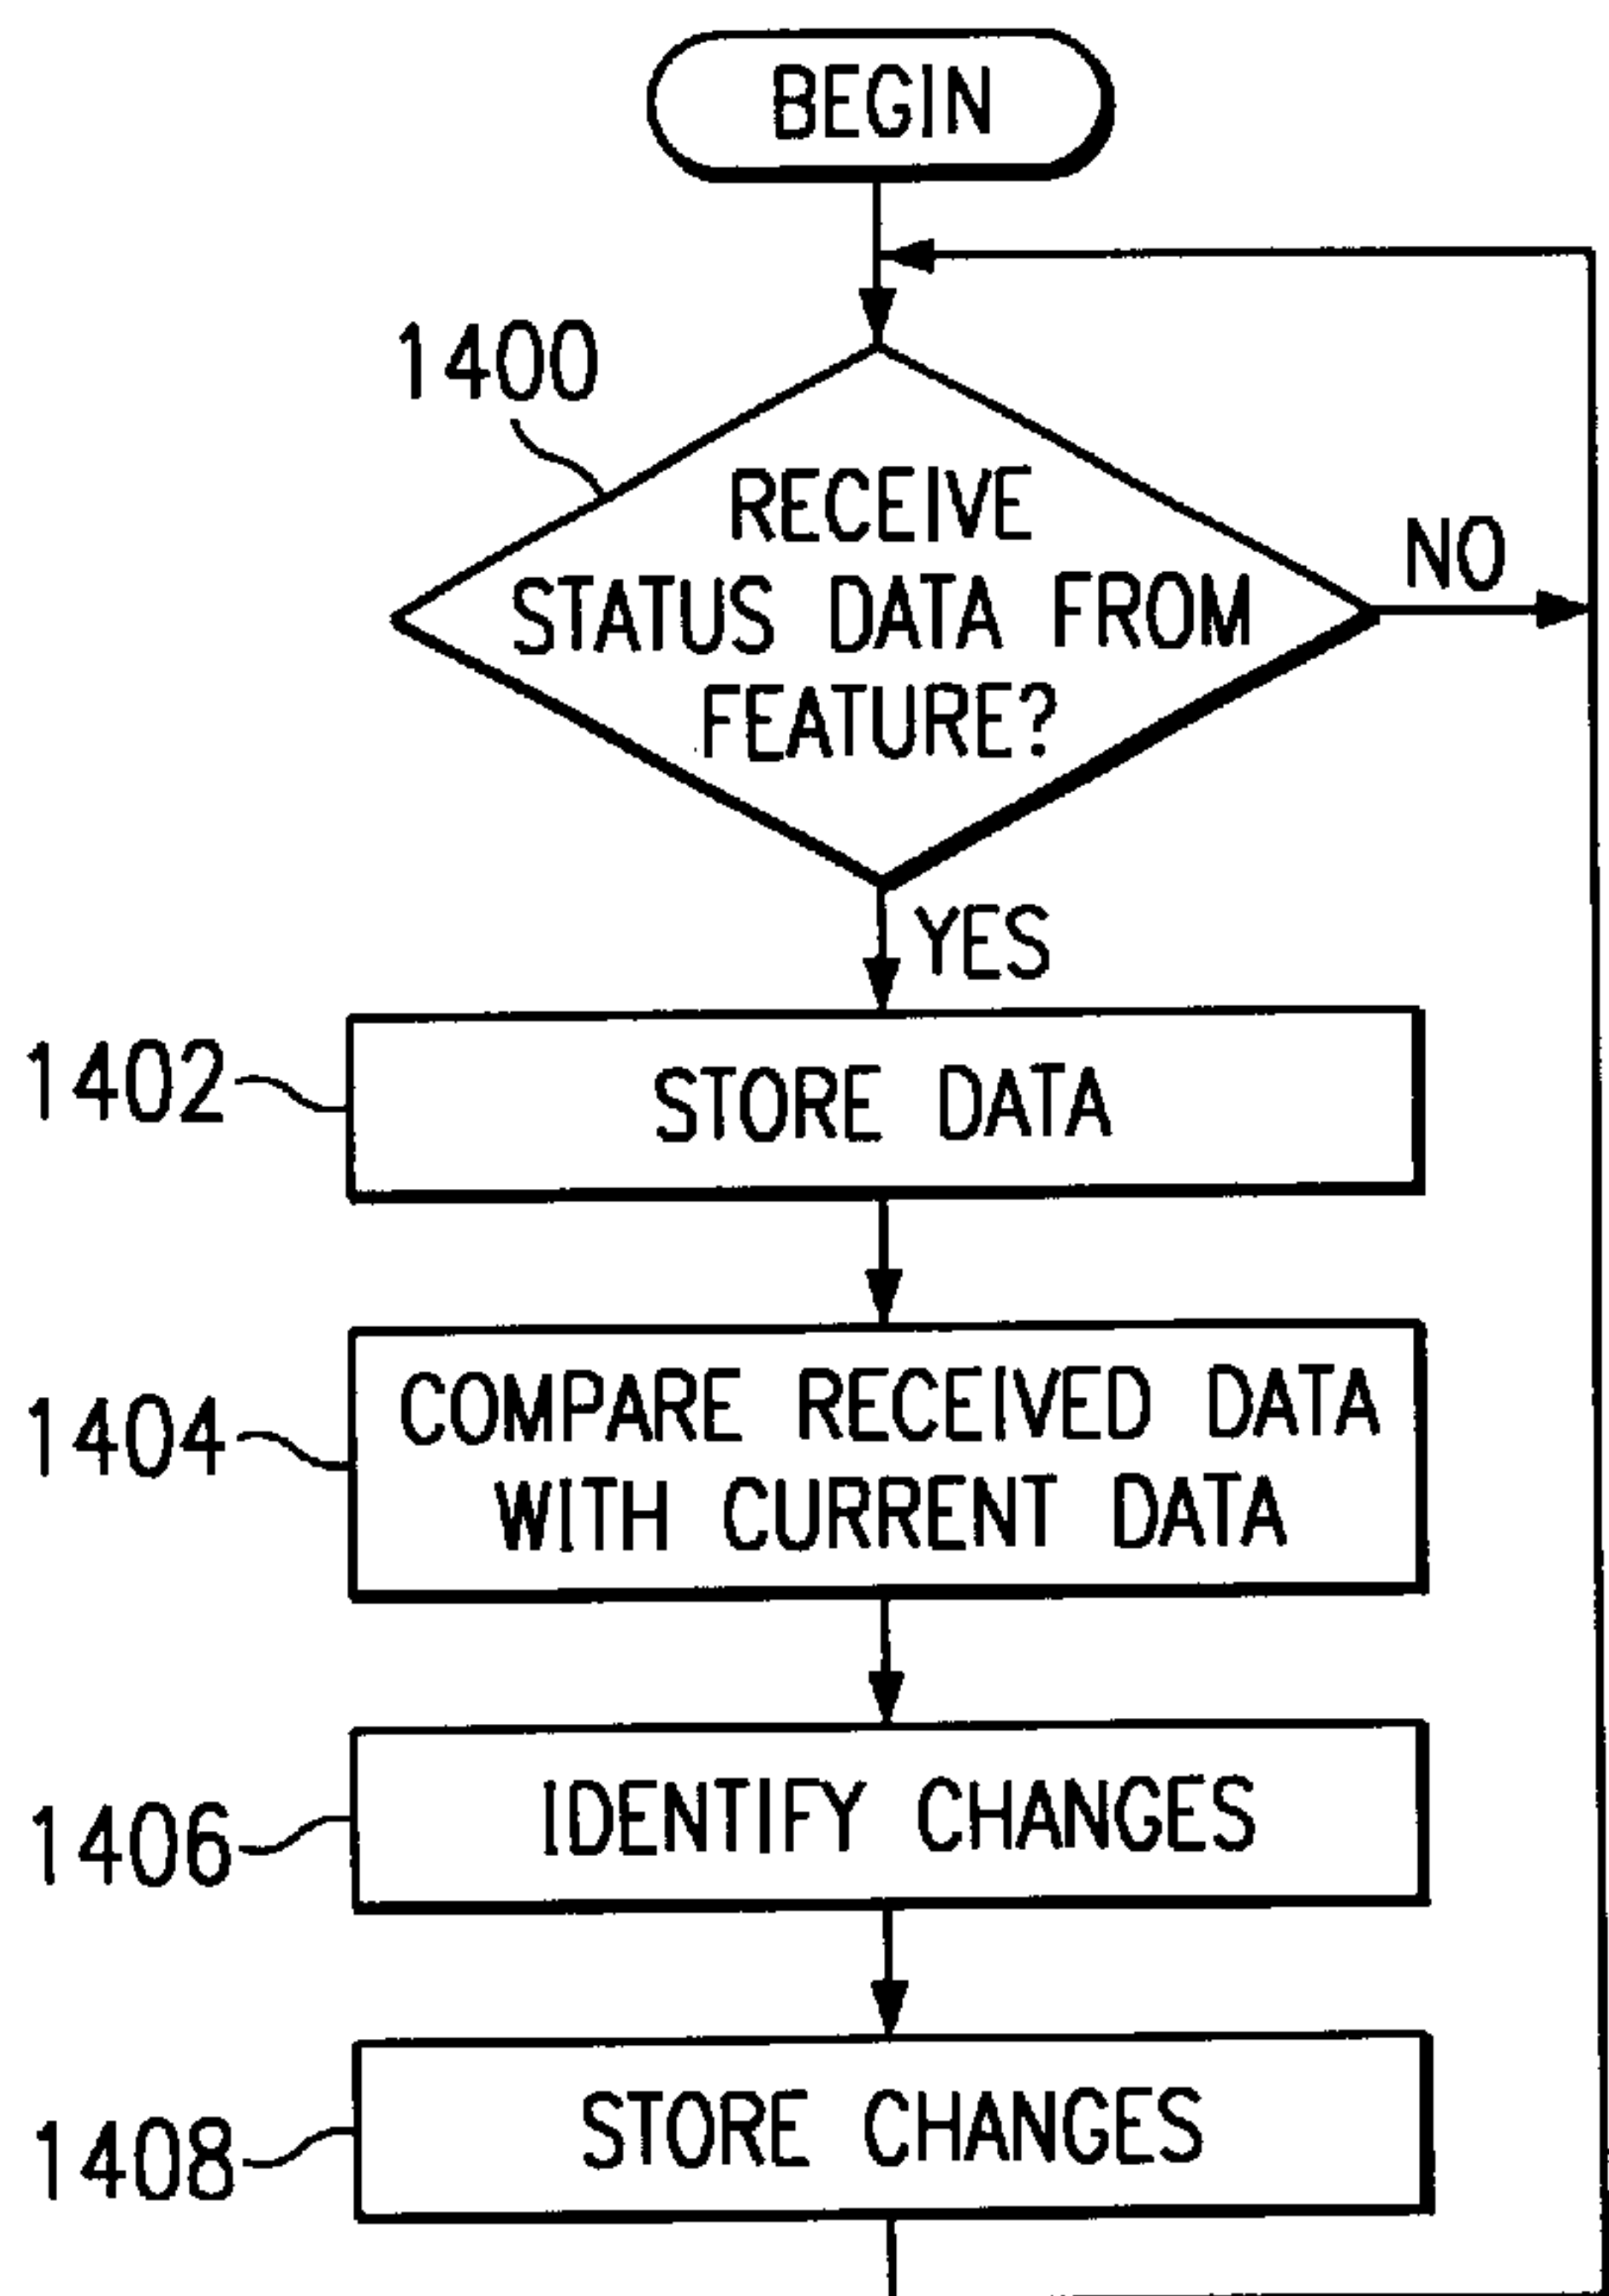 BEGIN
1400
RECEIVE
STATUS DATA FROM
FEATURE?
NO
YES
1402
STORE DATA
1404
COMPARE RECEIVED DATA
WITH CURRENT DATA
1406
IDENTIFY CHANGES
1408
STORE CHANGES